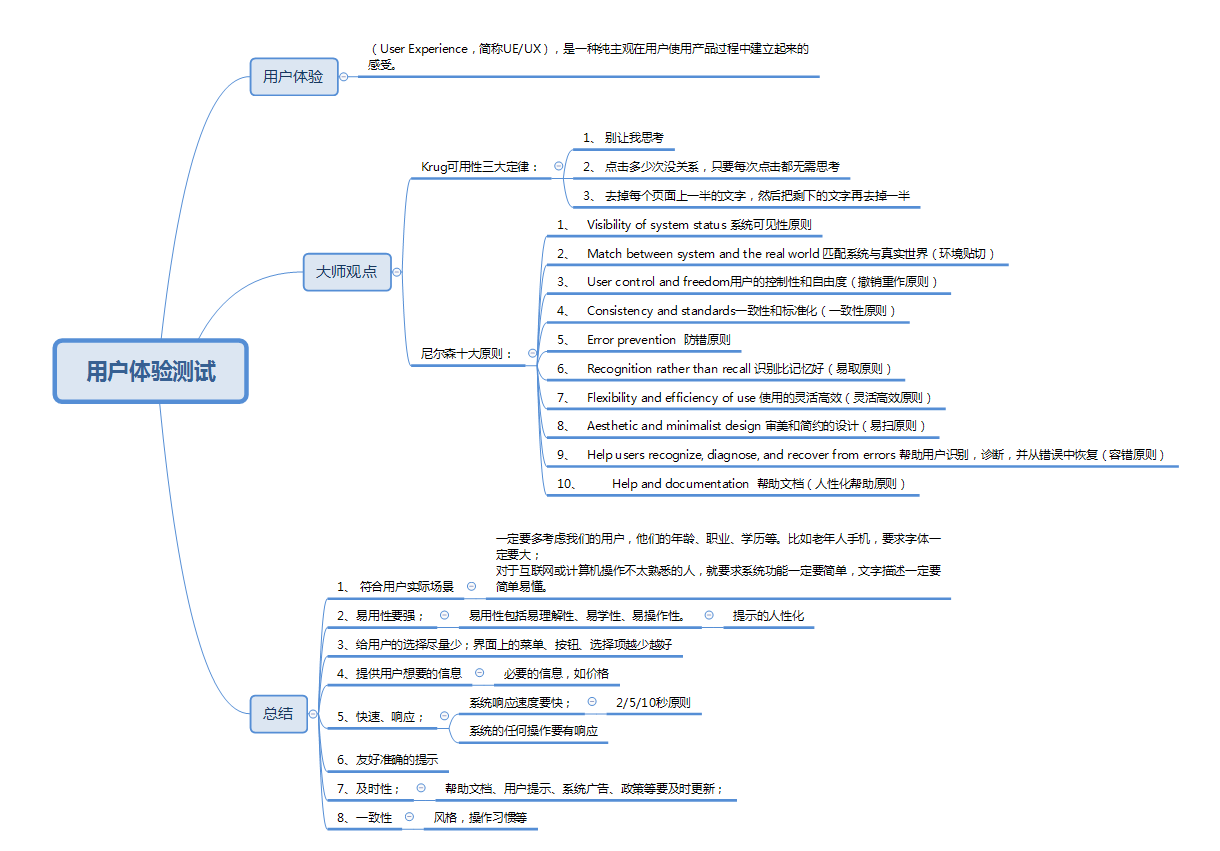 用户体验测试
用户体验
（User Experience，简称UE/UX），是一种纯主观在用户使用产品过程中建立起来的
感受。
大师观点
Krug可用性三大定律：
1、 别让我思考
2、 点击多少次没关系，只要每次点击都无需思考
3、 去掉每个页面上一半的文字，然后把剩下的文字再去掉一半
尼尔森十大原则：
1、 Visibility of system status 系统可见性原则
2、 Match between system and the real world 匹配系统与真实世界（环境贴切）
3、 User control and freedom用户的控制性和自由度（撤销重作原则）
4、 Consistency and standards一致性和标准化（一致性原则）
5、 Error prevention 防错原则
6、 Recognition rather than recall 识别比记忆好（易取原则）
7、 Flexibility and efficiency of use 使用的灵活高效（灵活高效原则）
8、 Aesthetic and minimalist design 审美和简约的设计（易扫原则）
9、 Help users recognize, diagnose, and recover from errors 帮助用户识别，诊断，并从错误中恢复（容错原则）
10、 Help and documentation 帮助文档（人性化帮助原则）
总结
1、 符合用户实际场景
一定要多考虑我们的用户，他们的年龄、职业、学历等。比如老年人手机，要求字体一
定要大；
对于互联网或计算机操作不太熟悉的人，就要求系统功能一定要简单，文字描述一定要
简单易懂。
2、易用性要强；
易用性包括易理解性、易学性、易操作性。
提示的人性化
3、给用户的选择尽量少；界面上的菜单、按钮、选择项越少越好
4、提供用户想要的信息
必要的信息，如价格
5、快速、响应；
系统响应速度要快；
2/5/10秒原则
系统的任何操作要有响应
6、友好准确的提示
7、及时性；
帮助文档、用户提示、系统广告、政策等要及时更新；
8、一致性
风格，操作习惯等